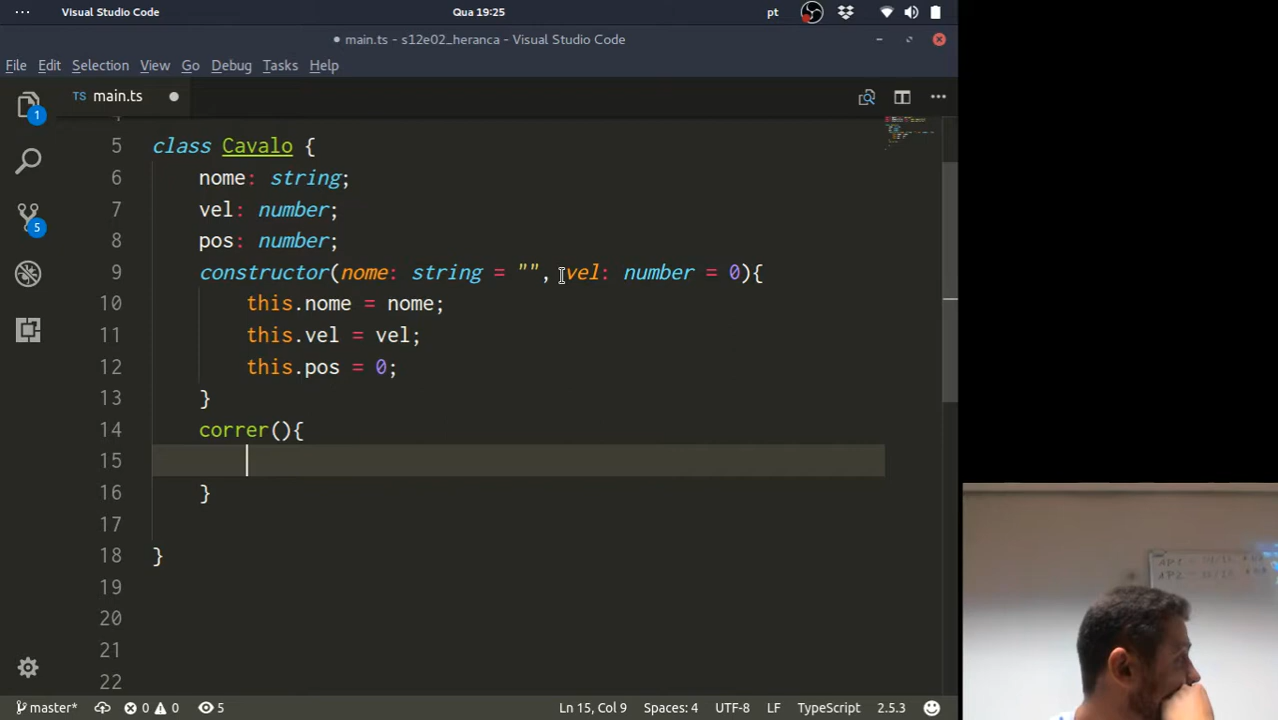 Visual Studio Code Qua 19:25 pt
main.ts - s12e02_heranca - Visual Studio Code
File Edit Selection View Go Debug Tasks Help
TS main.ts
1
5
4
5 class Cavalo {
6 nome: string;
7 vel: number;
8 pos: number;
9 constructor(nome: string = "", vel: number = 0){
10 this.nome = nome;
11 this.vel = vel;
12 this.pos = 0;
13 }
14 correr(){
15
16 }
17
18 }
19
20
21
22
master* 0 0 5 Ln 15, Col 9 Spaces: 4 UTF-8 LF TypeScript 2.5.3